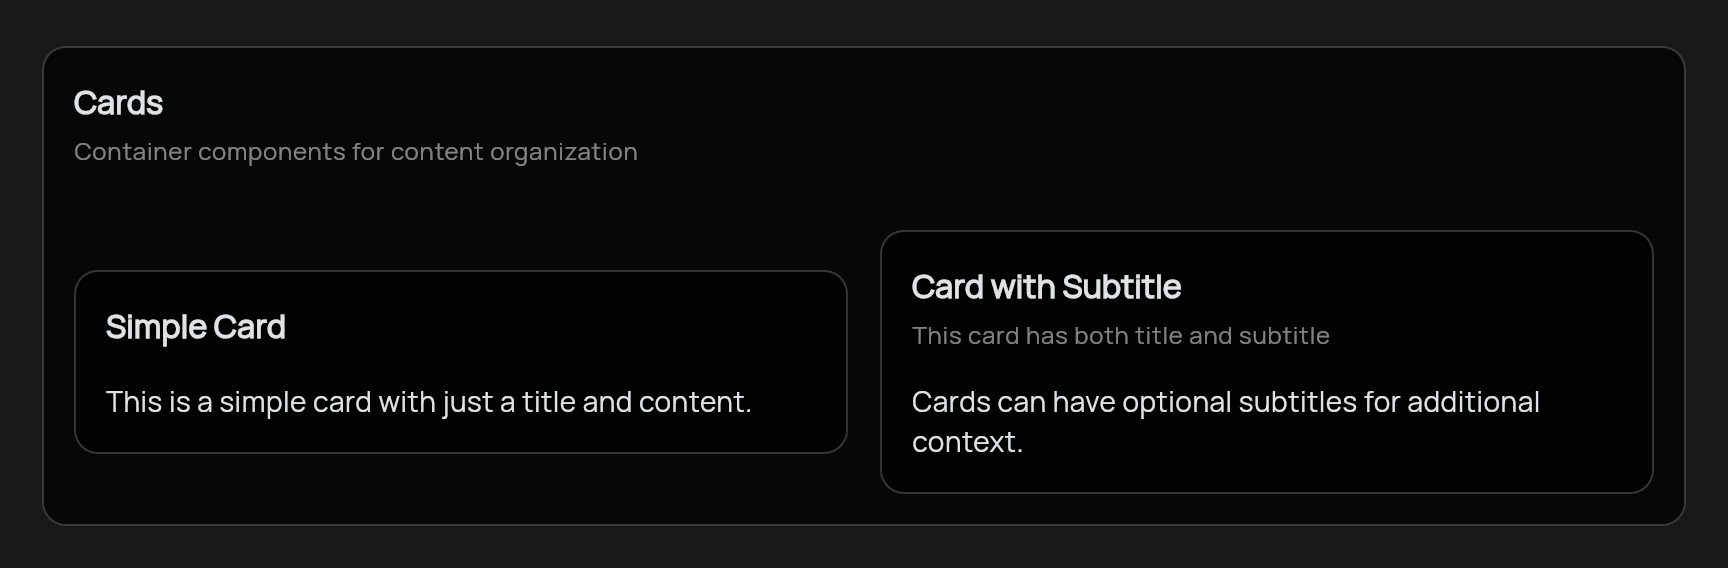 Cards
Container components for content organization
Simple Card
This is a simple card with just a title and content.
Card with Subtitle
This card has both title and subtitle
Cards can have optional subtitles for additional
context.